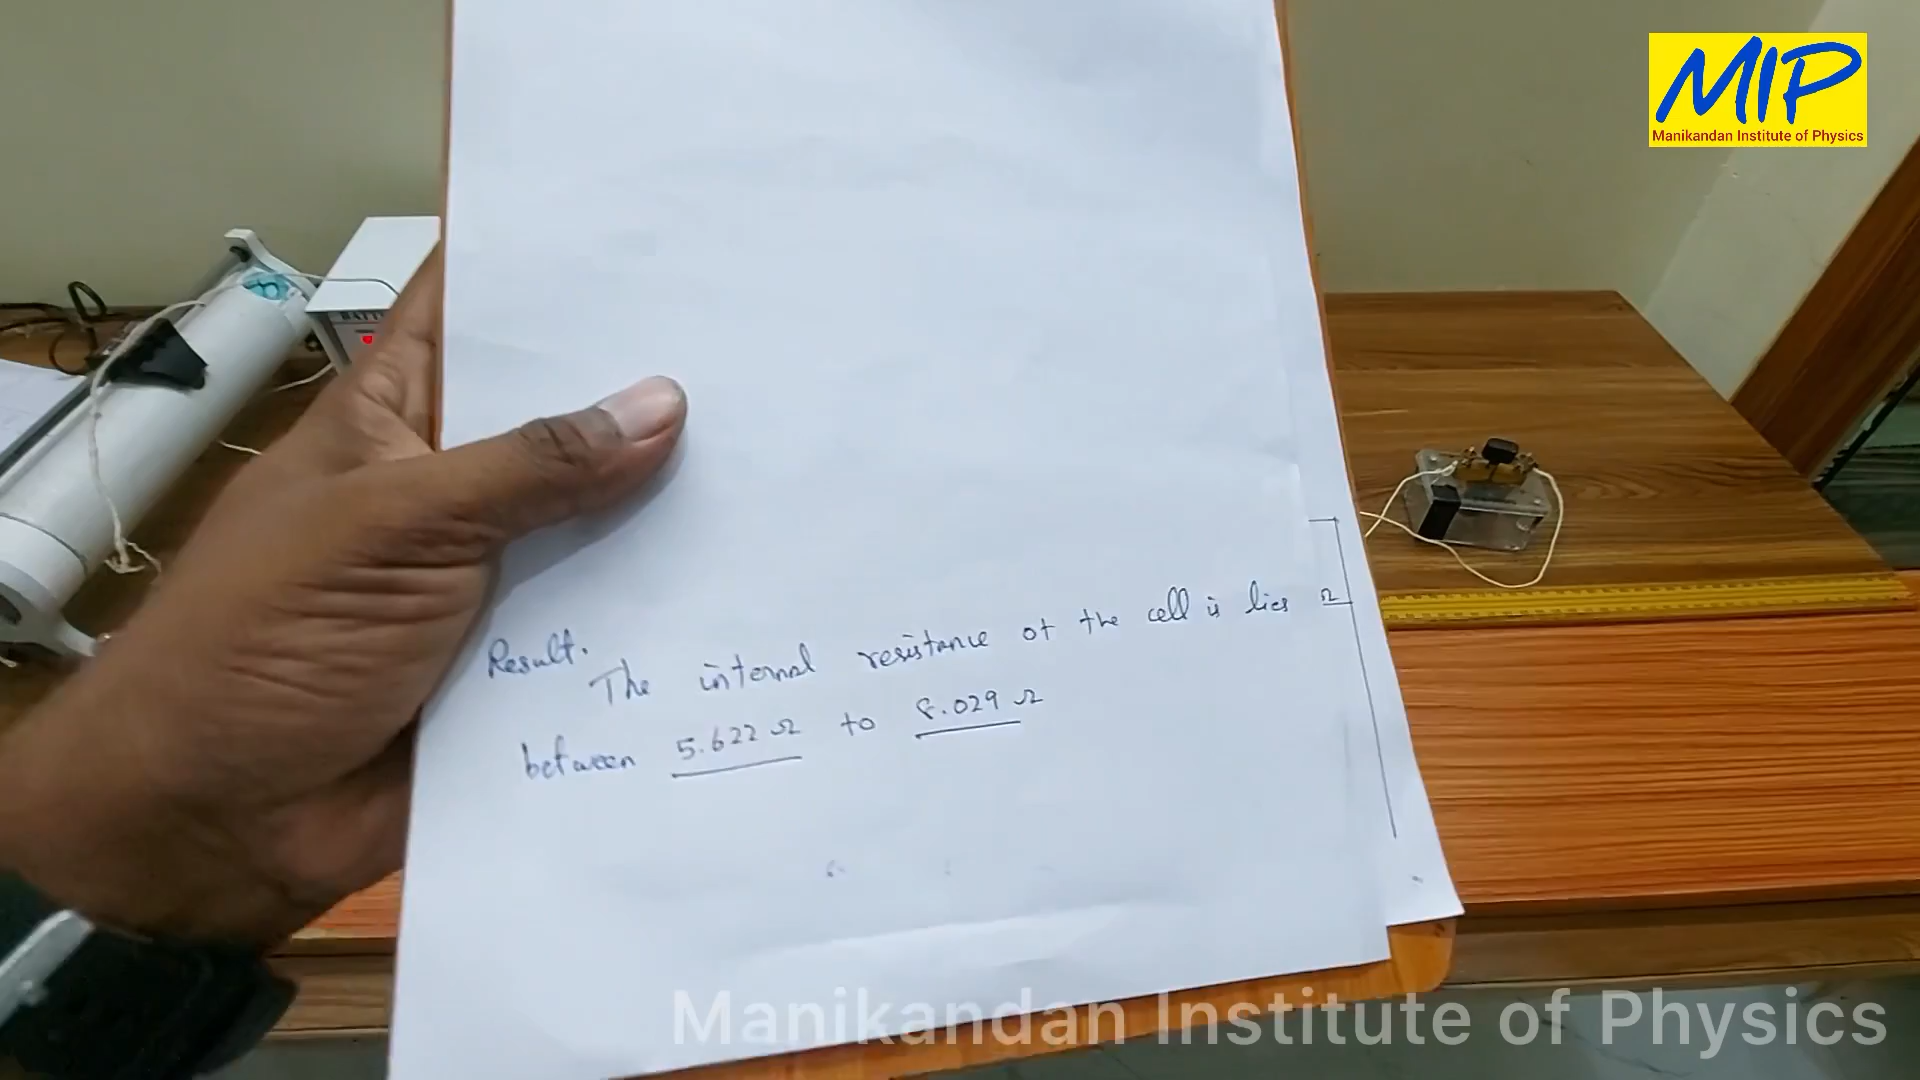 MIP
Manikandan Institute of Physics
BATT
Result.
The internal resistance of the cell is lies
Ω
between 5.622 Ω to 8.029 Ω
Manikandan Institute of Physics